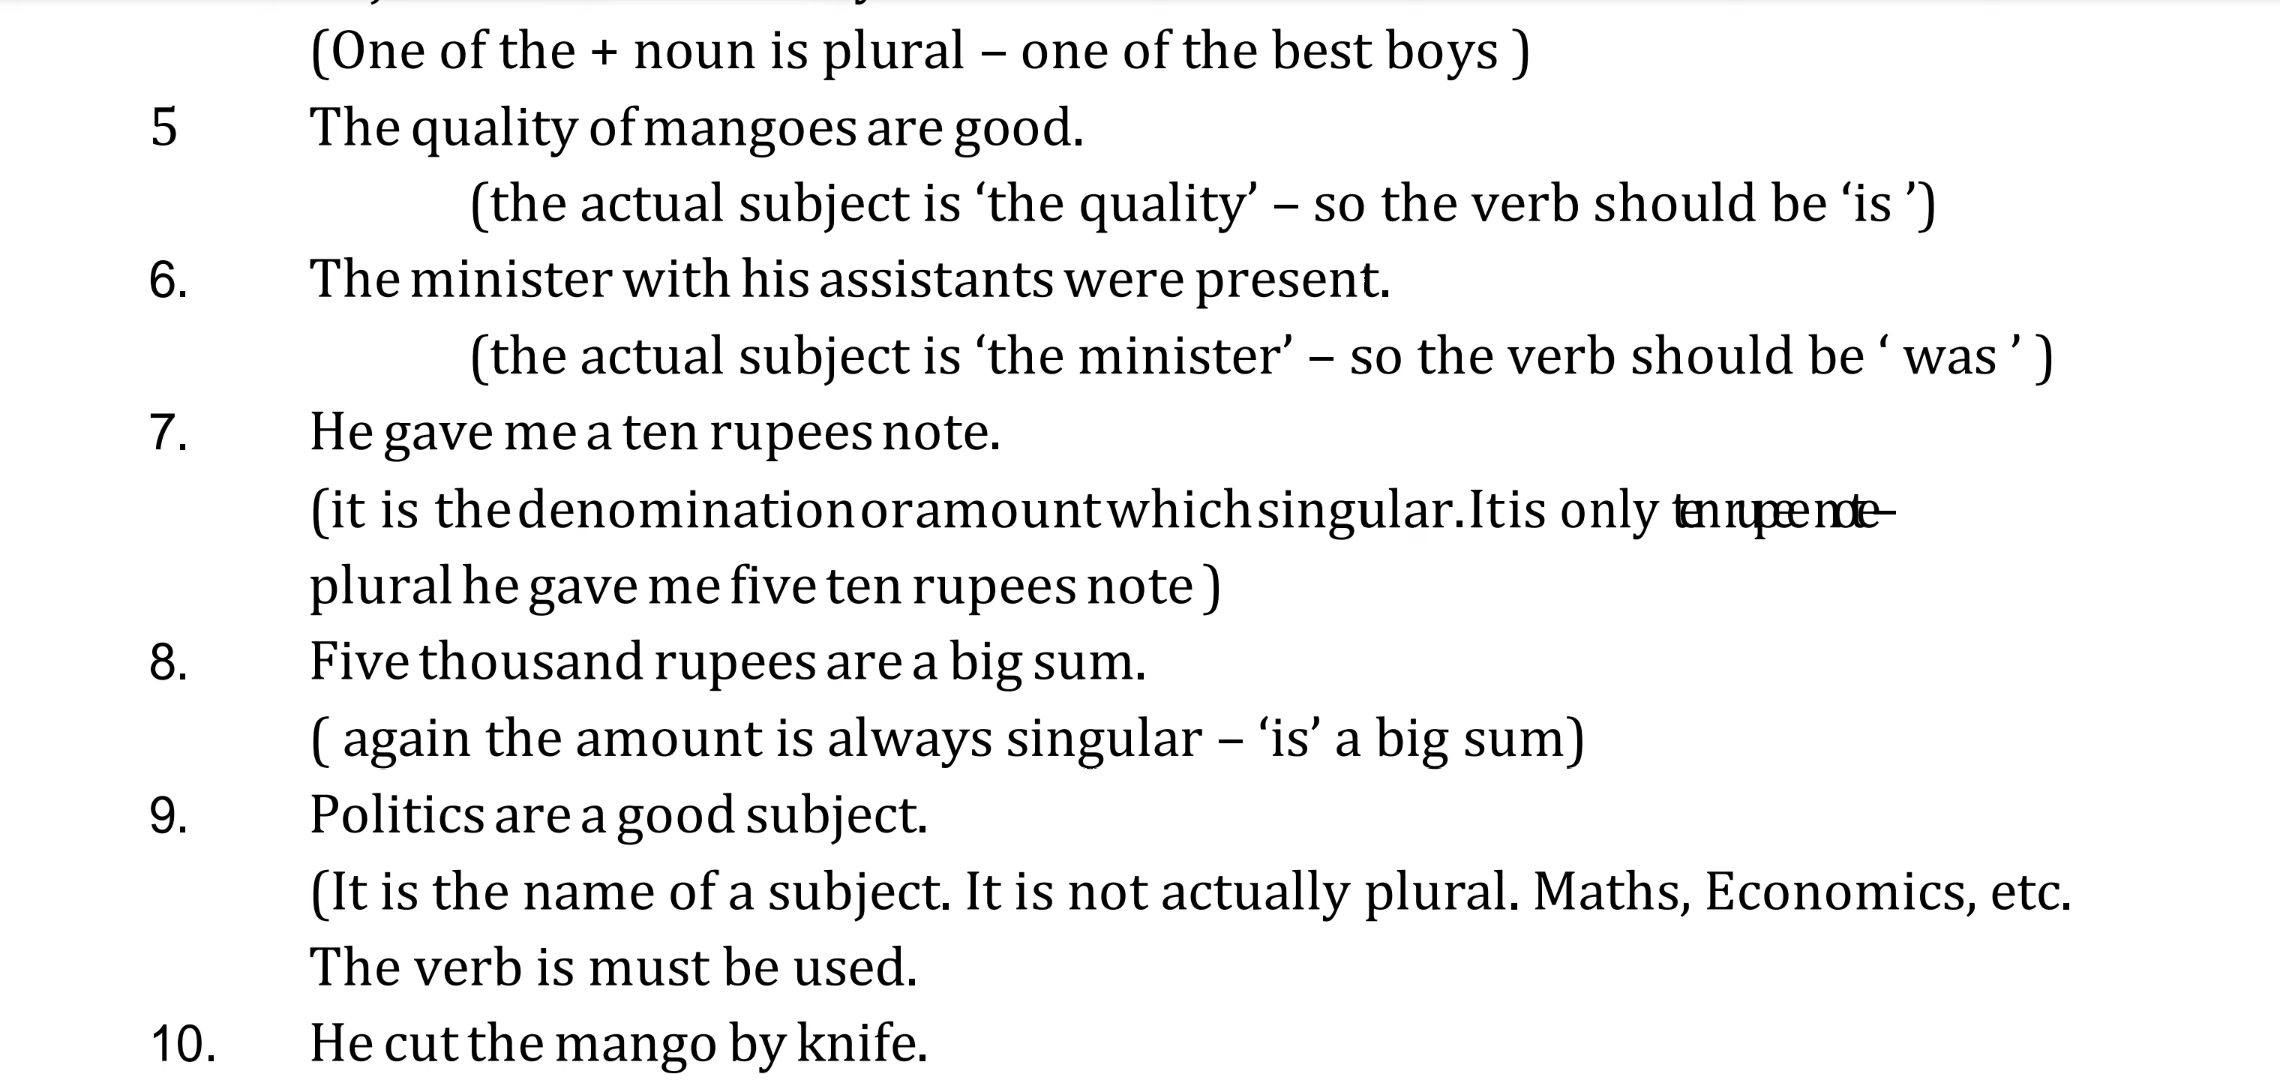 (One of the + noun is plural – one of the best boys )
5 The quality of mangoes are good.
(the actual subject is ‘the quality’ – so the verb should be ‘is ’)
6. The minister with his assistants were present.
(the actual subject is ‘the minister’ – so the verb should be ‘ was ’ )
7. He gave me a ten rupees note.
(it is the denomination or amount which singular. It is only
plural he gave me five ten rupees note )
8. Five thousand rupees are a big sum.
( again the amount is always singular – ‘is’ a big sum)
9. Politics are a good subject.
(It is the name of a subject. It is not actually plural. Maths, Economics, etc.
The verb is must be used.
10. He cut the mango by knife.